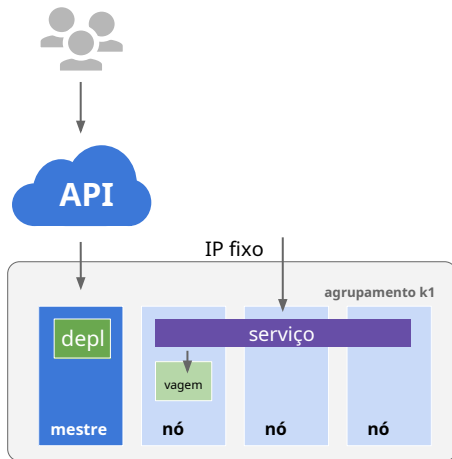 API
IP fixo
agrupamento k1
depl
serviço
vagem
mestre
nó
nó
nó